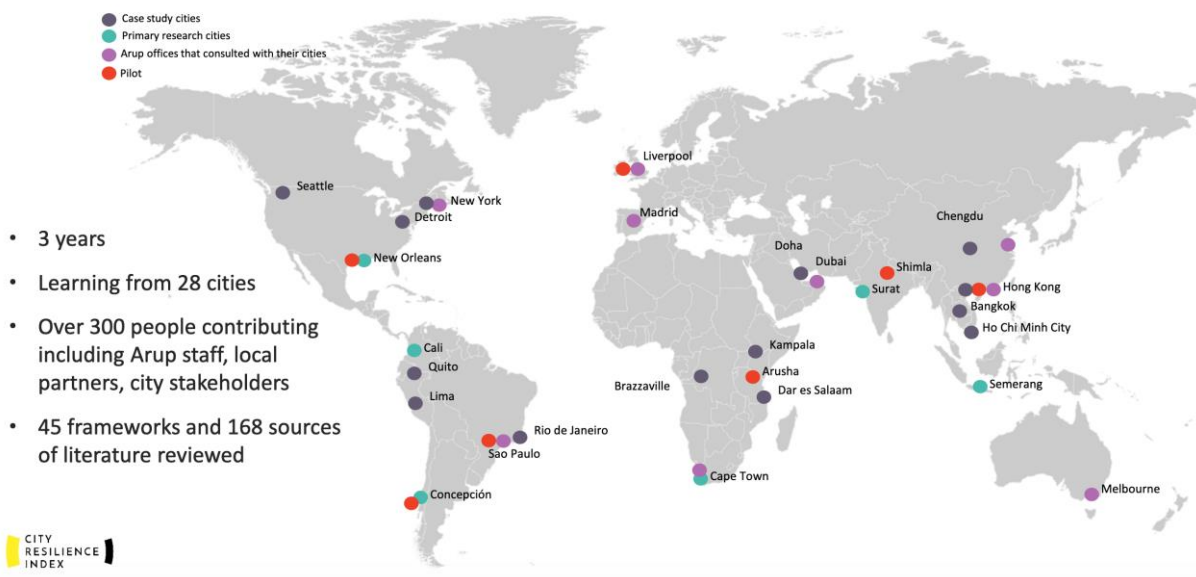 Case study cities
Primary research cities
Arup offices that consulted with their cities
Pilot
Seattle
New York
Detroit
New Orleans
Liverpool
Madrid
Chengdu
Doha
Dubai
Shimla
Surat
Hong Kong
Bangkok
Ho Chi Minh City
Cali
Quito
Lima
Kampala
Brazzaville
Arusha
Dar es Salaam
Semerang
Rio de Janeiro
Sao Paulo
Concepción
Cape Town
Melbourne
• 3 years
• Learning from 28 cities
• Over 300 people contributing
including Arup staff, local
partners, city stakeholders
• 45 frameworks and 168 sources
of literature reviewed
CITY
RESILIENCE
INDEX